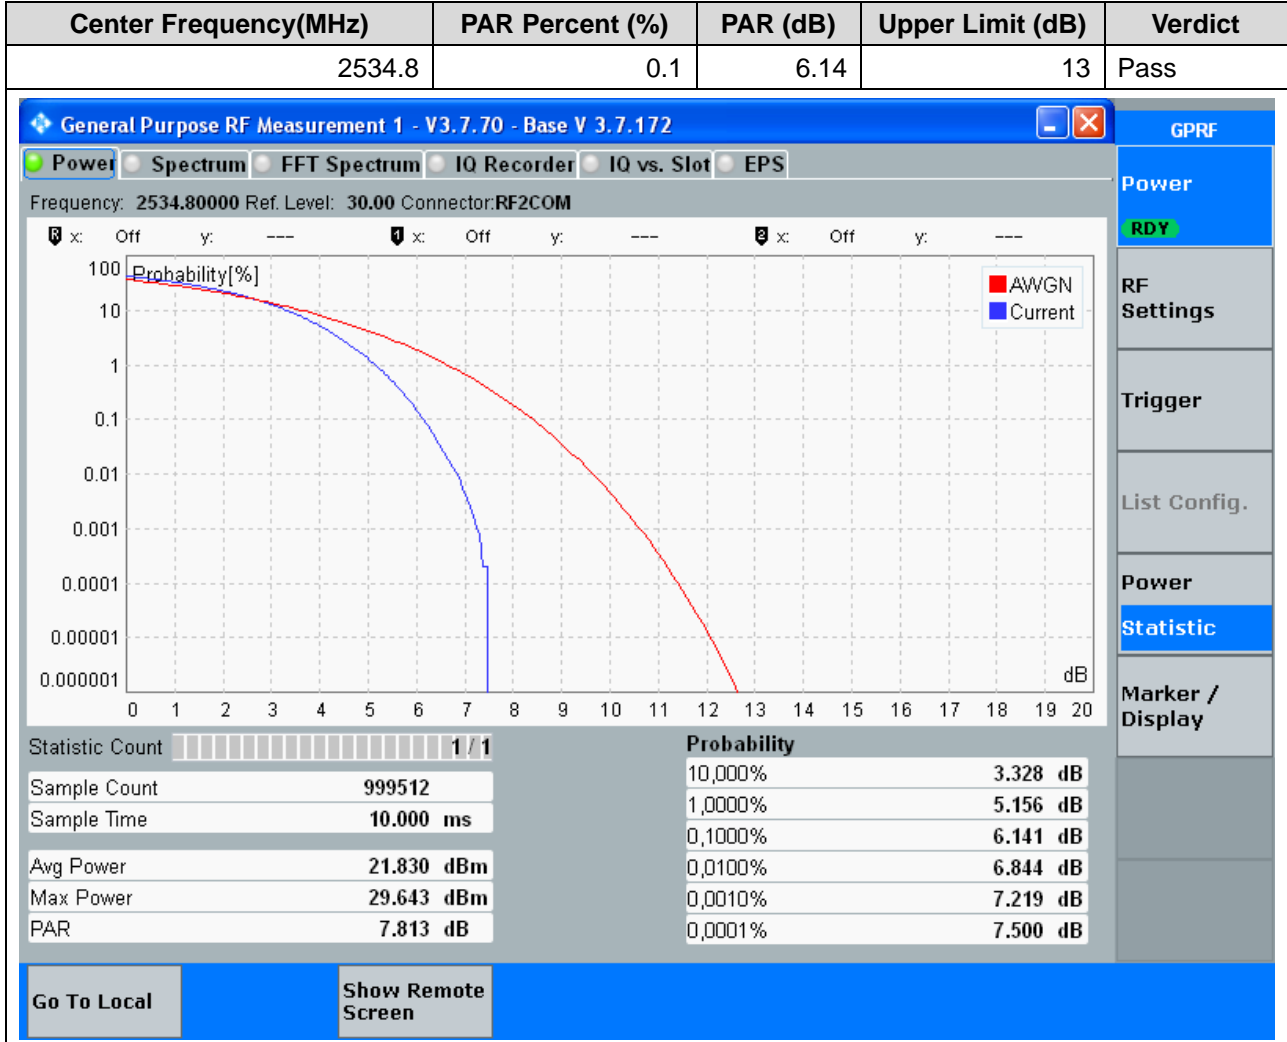 Center Frequency(MHz) PAR Percent (%) PAR (dB) Upper Limit (dB) Verdict
2534.8 0.1 6.14 13 Pass
General Purpose RF Measurement 1 - V3.7.70 - Base V 3.7.172
GPRF
Power Spectrum FFT Spectrum IQ Recorder IQ vs. Slot EPS
Power
RDY
Frequency: 2534.80000 Ref. Level: 30.00 Connector:RF2COM
R x: Off y: --- 1 x: Off y: --- 2 x: Off y: ---
Probability[%]
AWGN
Current
100
10
1
0.1
0.01
0.001
0.0001
0.00001
0.000001
dB
0 1 2 3 4 5 6 7 8 9 10 11 12 13 14 15 16 17 18 19 20
RF
Settings
Trigger
List Config.
Power
Statistic
Marker /
Display
Statistic Count 1 / 1
Sample Count 999512
Sample Time 10.000 ms
Avg Power 21.830 dBm
Max Power 29.643 dBm
PAR 7.813 dB
Probability
10,000% 3.328 dB
1,0000% 5.156 dB
0,1000% 6.141 dB
0,0100% 6.844 dB
0,0010% 7.219 dB
0,0001% 7.500 dB
Go To Local
Show Remote
Screen